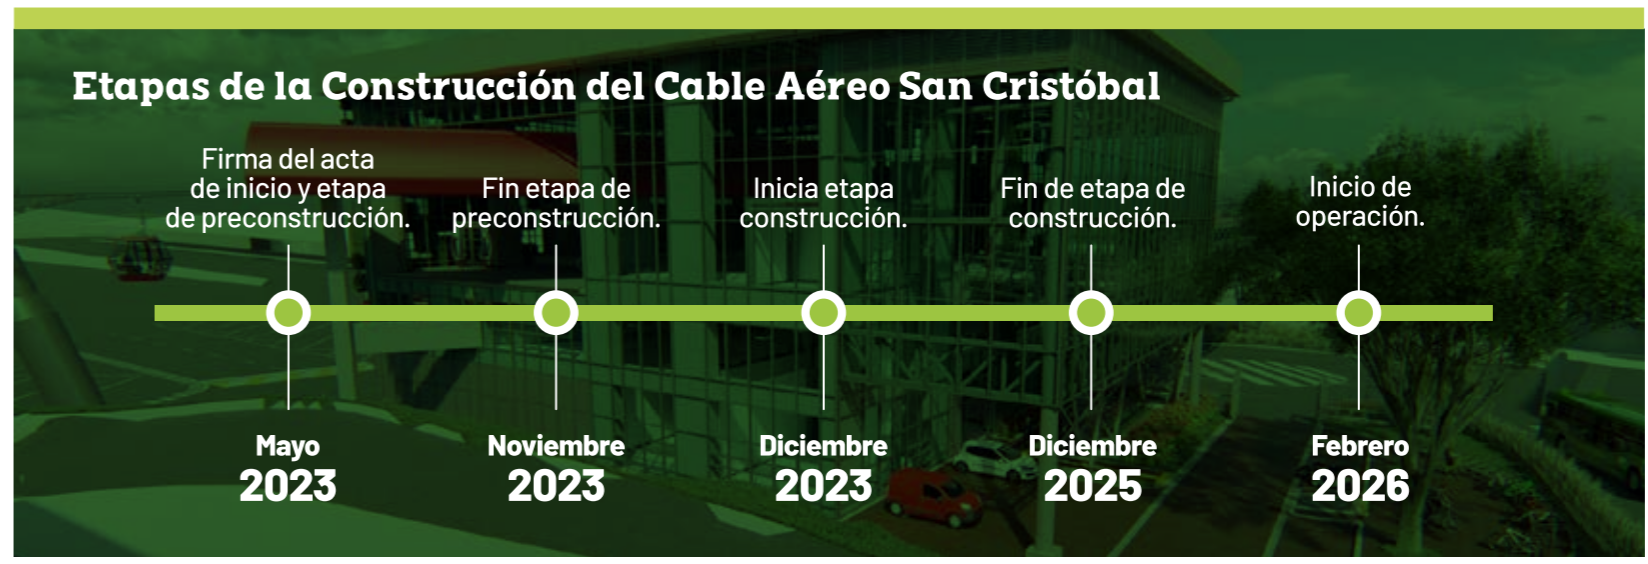 Etapas de la Construcción del Cable Aéreo San Cristóbal
Firma del acta
de inicio y etapa
de preconstrucción.
Fin etapa de
preconstrucción.
Inicia etapa
construcción.
Fin de etapa de
construcción.
Inicio de
operación.
Mayo
2023
Noviembre
2023
Diciembre
2023
Diciembre
2025
Febrero
2026